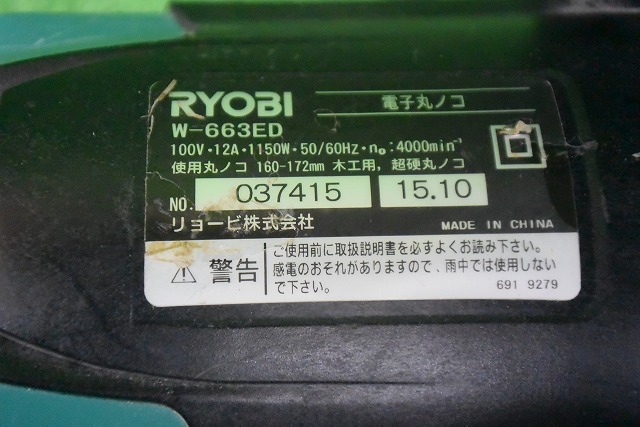 RYOBI 電子丸ノコ
W-663ED
100V・12A・1150W・50/60Hz・n₀:4000min⁻¹
使用丸ノコ 160-172mm 木工用，超硬丸ノコ
NO. 037415 15.10
リョービ株式会社 MADE IN CHINA
⚠ 警告
ご使用前に取扱説明書を必ずよくお読み下さい。
感電のおそれがありますので、雨中では使用しない
で下さい。
691 9279